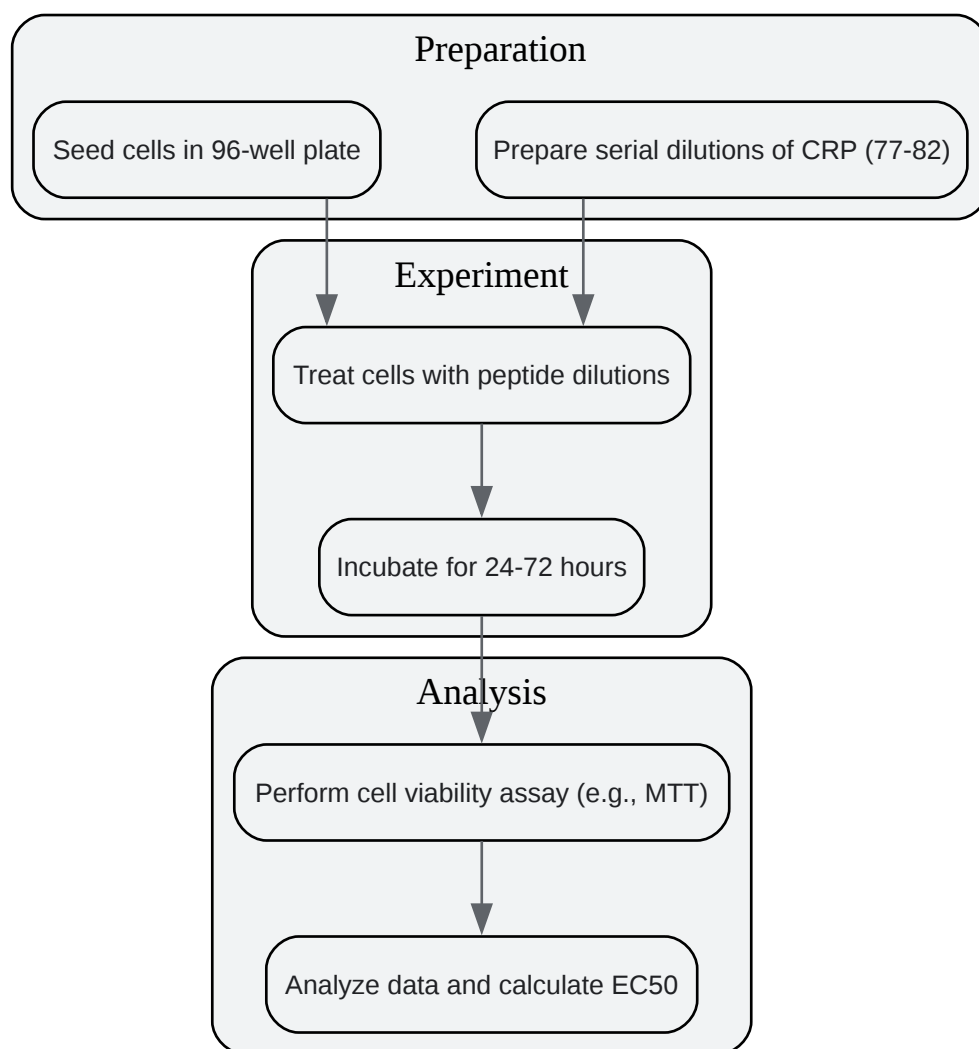 Preparation
Seed cells in 96-well plate
Prepare serial dilutions of CRP (77-82)
Experiment
Treat cells with peptide dilutions
Incubate for 24-72 hours
Analysis
Perform cell viability assay (e.g., MTT)
Analyze data and calculate EC50